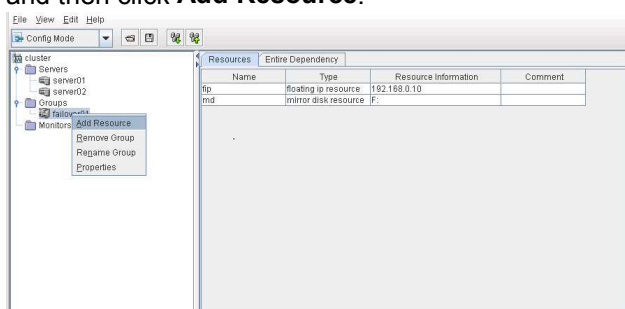 and then click Add Resource.
File View Edit Help
Config Mode
cluster
Servers
server01
server02
Groups
failover01
Monitors
Add Resource
Remove Group
Rename Group
Properties
Resources Entire Dependency
Name Type Resource Information Comment
fip floating ip resource 192.168.0.10
md mirror disk resource F: